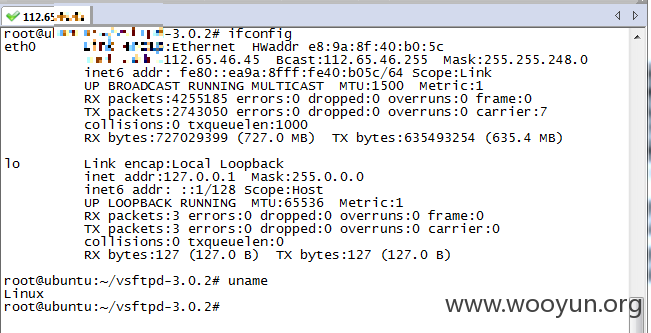 112.65
root@ub -3.0.2# ifconfig
eth0 :Ethernet HWaddr e8:9a:8f:40:b0:5c
:112.65.46.45 Bcast:112.65.46.255 Mask:255.255.248.0
inet6 addr: fe80::ea9a:8fff:fe40:b05c/64 Scope:Link
UP BROADCAST RUNNING MULTICAST MTU:1500 Metric:1
RX packets:4255185 errors:0 dropped:0 overruns:0 frame:0
TX packets:2743050 errors:0 dropped:0 overruns:0 carrier:7
collisions:0 txqueuelen:1000
RX bytes:727029399 (727.0 MB) TX bytes:635493254 (635.4 MB)
lo Link encap:Local Loopback
inet addr:127.0.0.1 Mask:255.0.0.0
inet6 addr: ::1/128 Scope:Host
UP LOOPBACK RUNNING MTU:65536 Metric:1
RX packets:3 errors:0 dropped:0 overruns:0 frame:0
TX packets:3 errors:0 dropped:0 overruns:0 carrier:0
collisions:0 txqueuelen:0
RX bytes:127 (127.0 B) TX bytes:127 (127.0 B)
root@ubuntu:~/vsftpd-3.0.2# uname
Linux
root@ubuntu:~/vsftpd-3.0.2#
www.wooyun.org